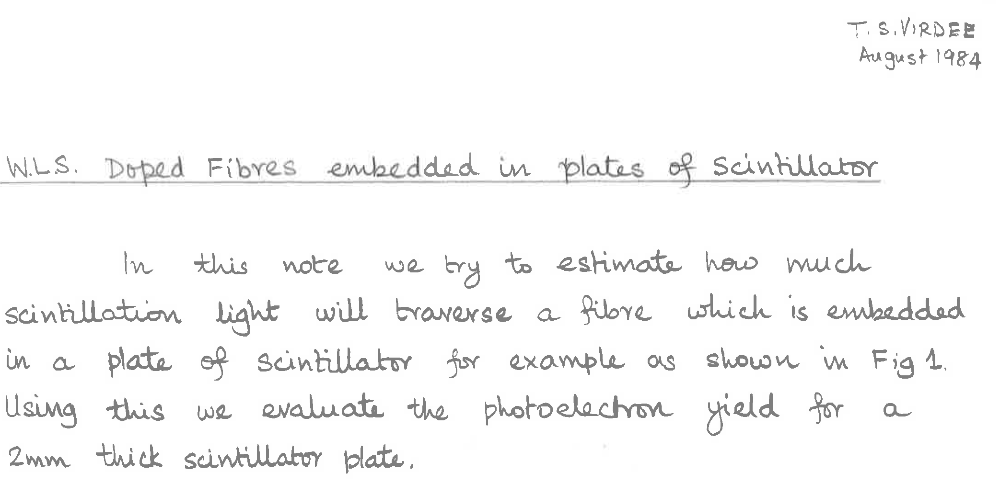 T. S. VIRDEE
August 1984
W.L.S. Doped Fibres embedded in plates of Scintillator
In this note we try to estimate how much
scintillation light will traverse a fibre which is embedded
in a plate of scintillator for example as shown in Fig 1.
Using this we evaluate the photoelectron yield for a
2mm thick scintillator plate.